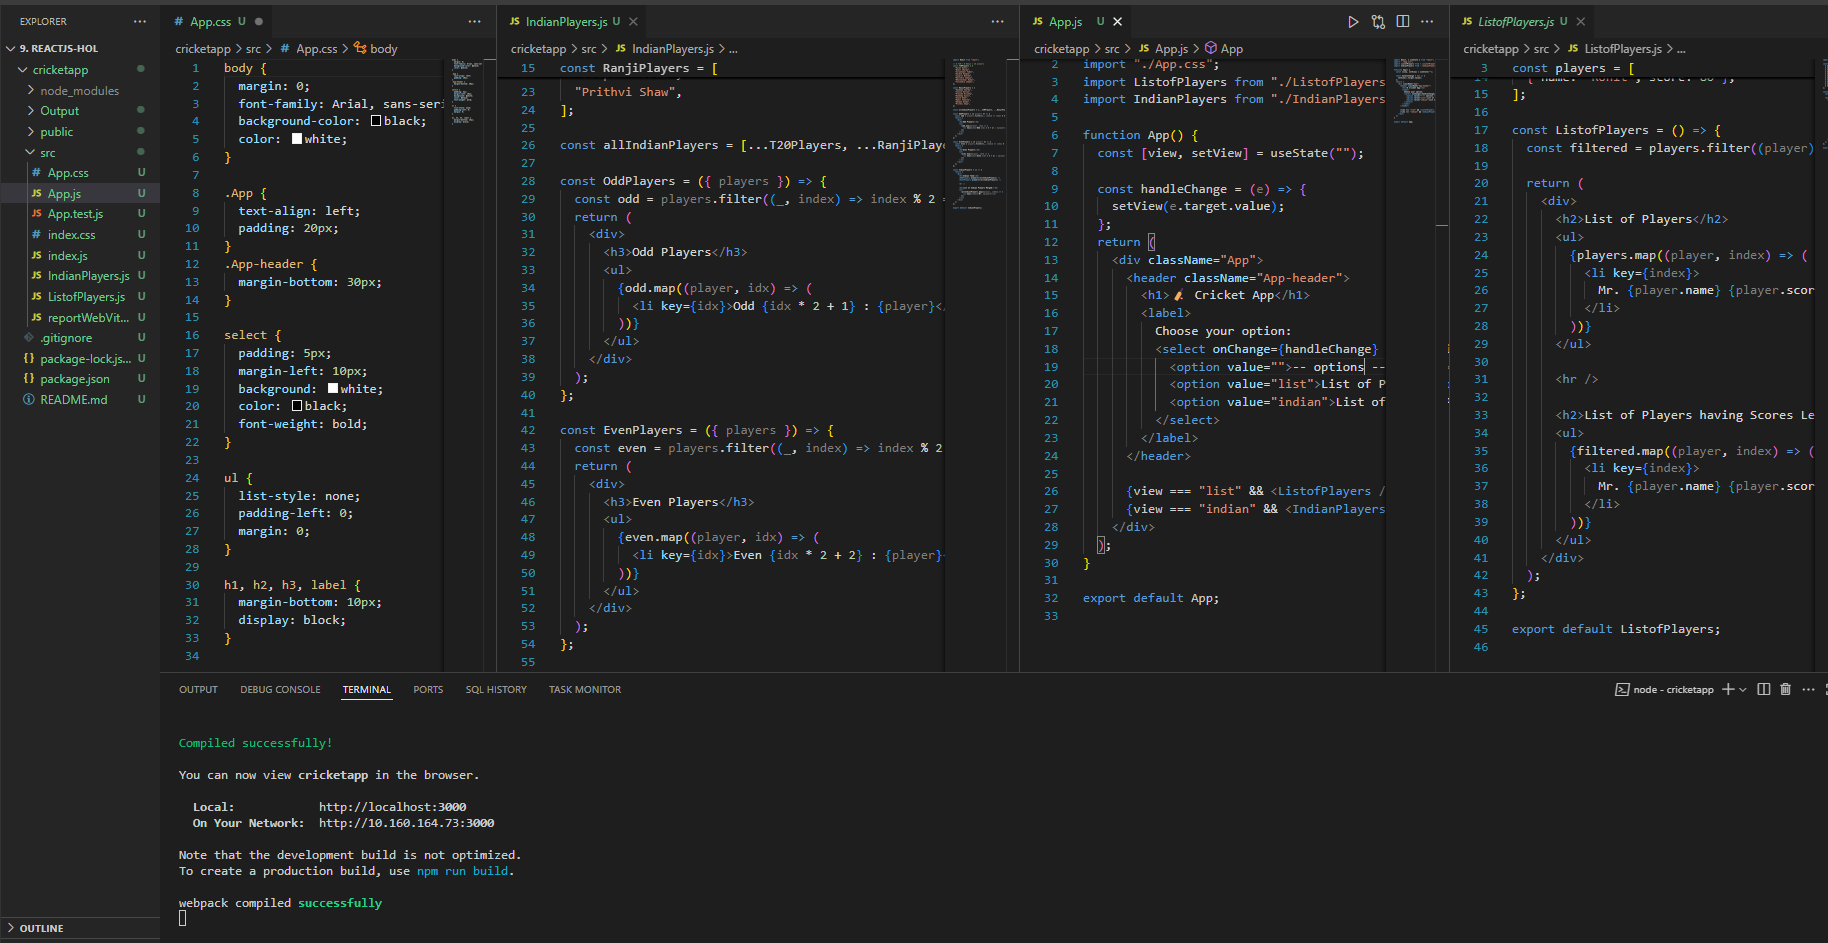 EXPLORER
9. REACTJS-HOL
cricketapp
node_modules
Output
public
src
App.css U
App.js U
App.test.js U
index.css U
index.js U
IndianPlayers.js U
ListofPlayers.js U
reportWebVit... U
.gitignore U
package-lock.js... U
package.json U
README.md U
OUTLINE
App.css U
cricketapp > src > App.css > body
1 body {
2 margin: 0;
3 font-family: Arial, sans-seri
4 background-color: black;
5 color: white;
6 }
7
8 .App {
9 text-align: left;
10 padding: 20px;
11 }
12 .App-header {
13 margin-bottom: 30px;
14 }
15
16 select {
17 padding: 5px;
18 margin-left: 10px;
19 background: white;
20 color: black;
21 font-weight: bold;
22 }
23
24 ul {
25 list-style: none;
26 padding-left: 0;
27 margin: 0;
28 }
29
30 h1, h2, h3, label {
31 margin-bottom: 10px;
32 display: block;
33 }
34
JS IndianPlayers.js U
cricketapp > src > JS IndianPlayers.js > ...
15 const RanjiPlayers = [
23 "Prithvi Shaw",
24 ];
25
26 const allIndianPlayers = [...T20Players, ...RanjiPlaye
27
28 const OddPlayers = ({ players }) => {
29 const odd = players.filter((_, index) => index % 2 =
30 return (
31 <div>
32 <h3>Odd Players</h3>
33 <ul>
34 {odd.map((player, idx) => (
35 <li key={idx}>Odd {idx * 2 + 1} : {player}</
36 ))}
37 </ul>
38 </div>
39 );
40 };
41
42 const EvenPlayers = ({ players }) => {
43 const even = players.filter((_, index) => index % 2
44 return (
45 <div>
46 <h3>Even Players</h3>
47 <ul>
48 {even.map((player, idx) => (
49 <li key={idx}>Even {idx * 2 + 2} : {player}
50 ))}
51 </ul>
52 </div>
53 );
54 };
55
JS App.js U
cricketapp > src > JS App.js > App
2 import "./App.css";
3 import ListofPlayers from "./ListofPlayers
4 import IndianPlayers from "./IndianPlayers
5
6 function App() {
7 const [view, setView] = useState("");
8
9 const handleChange = (e) => {
10 setView(e.target.value);
11 };
12 return (
13 <div className="App">
14 <header className="App-header">
15 <h1>🏏 Cricket App</h1>
16 <label>
17 Choose your option:
18 <select onChange={handleChange}
19 <option value="">-- options --
20 <option value="list">List of P
21 <option value="indian">List of
22 </select>
23 </label>
24 </header>
25
26 {view === "list" && <ListofPlayers /
27 {view === "indian" && <IndianPlayers
28 </div>
29 );
30 }
31
32 export default App;
33
JS ListofPlayers.js U
cricketapp > src > JS ListofPlayers.js > ...
3 const players = [
15 ];
16
17 const ListofPlayers = () => {
18 const filtered = players.filter((player)
19
20 return (
21 <div>
22 <h2>List of Players</h2>
23 <ul>
24 {players.map((player, index) => (
25 <li key={index}>
26 Mr. {player.name} {player.scor
27 </li>
28 ))}
29 </ul>
30
31 <hr />
32
33 <h2>List of Players having Scores Le
34 <ul>
35 {filtered.map((player, index) => (
36 <li key={index}>
37 Mr. {player.name} {player.scor
38 </li>
39 ))}
40 </ul>
41 </div>
42 );
43 };
44
45 export default ListofPlayers;
46
OUTPUT DEBUG CONSOLE TERMINAL PORTS SQL HISTORY TASK MONITOR
node - cricketapp
Compiled successfully!
You can now view cricketapp in the browser.
Local: http://localhost:3000
On Your Network: http://10.160.164.73:3000
Note that the development build is not optimized.
To create a production build, use npm run build.
webpack compiled successfully